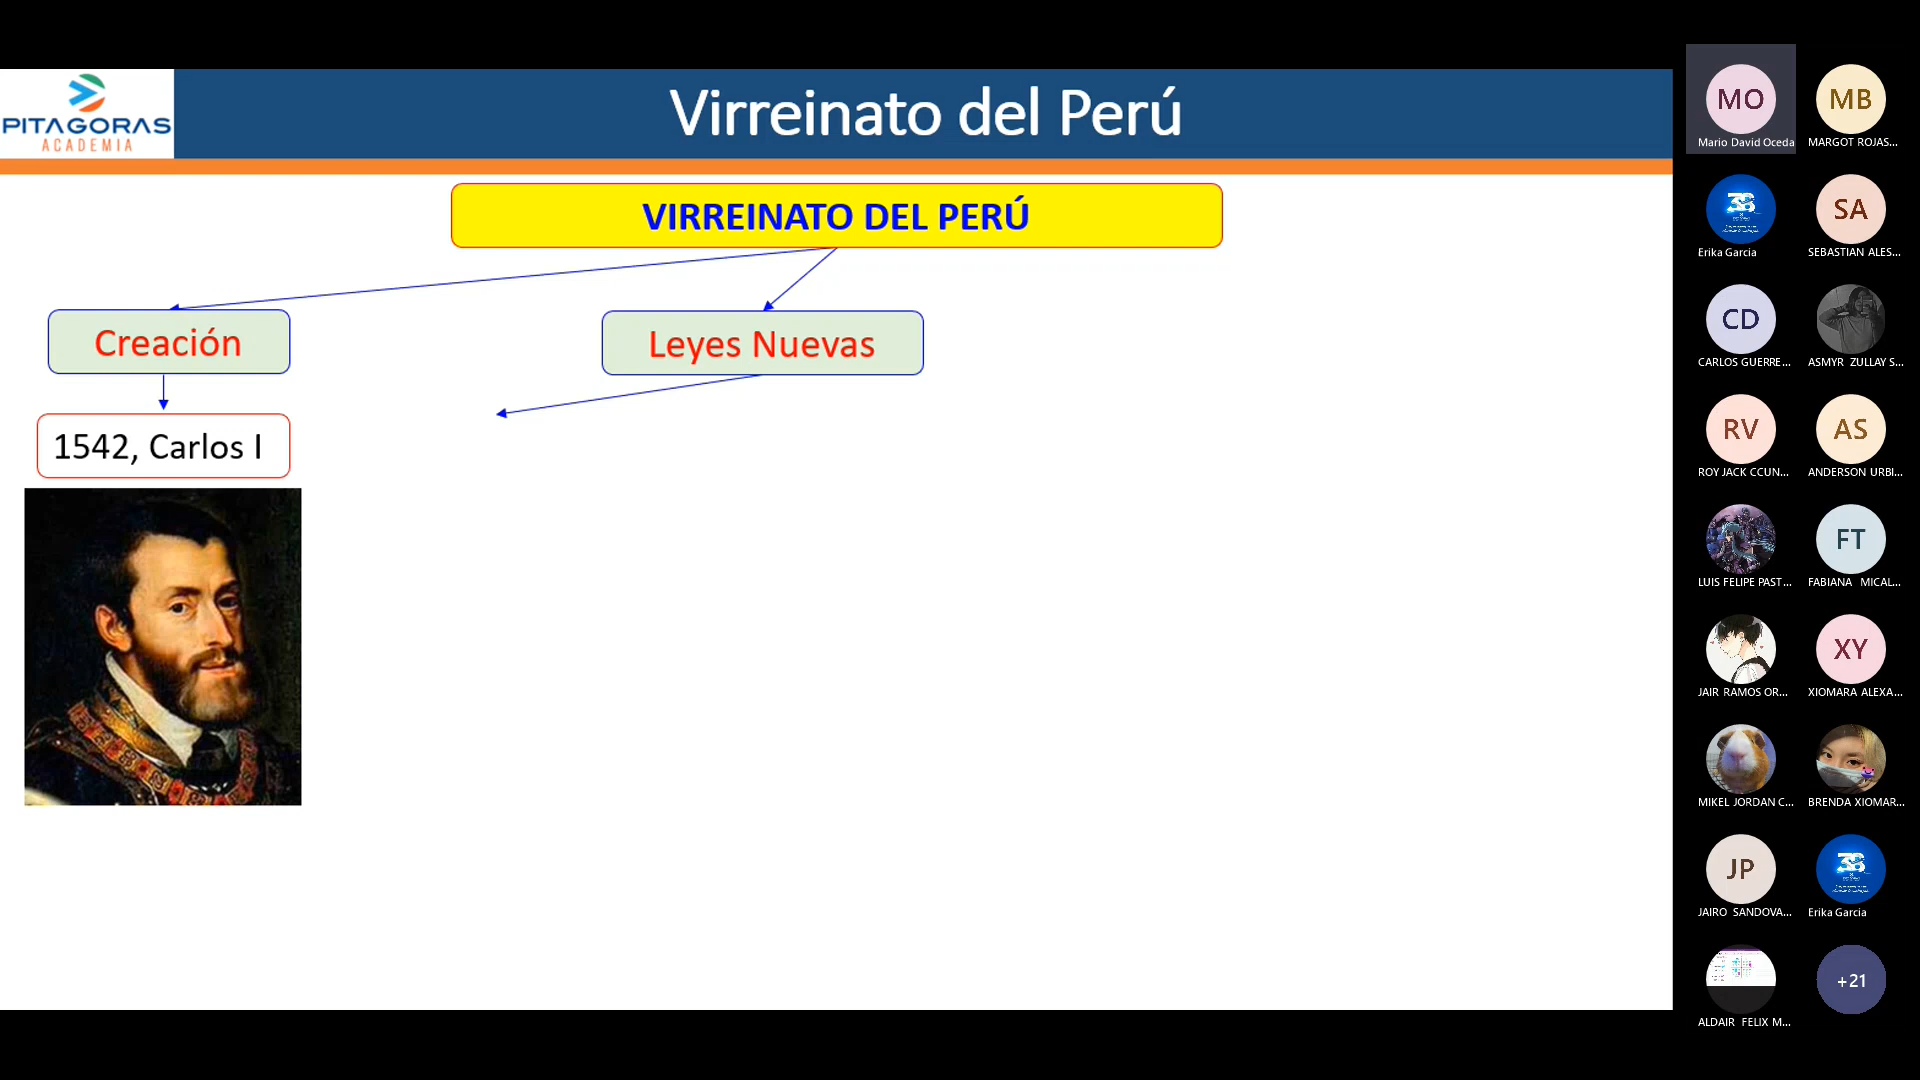 PITAGORAS
ACADEMIA
Virreinato del Perú
VIRREINATO DEL PERÚ
Creación
Leyes Nuevas
1542, Carlos I
MO
Mario David Oceda
MB
MARGOT ROJAS...
Erika Garcia
SA
SEBASTIAN ALES...
CD
CARLOS GUERRE...
ASMYR ZULLAY S...
RV
ROY JACK CCUN...
AS
ANDERSON URBI...
LUIS FELIPE PAST...
FT
FABIANA MICAL...
JAIR RAMOS OR...
XY
XIOMARA ALEXA...
MIKEL JORDAN C...
BRENDA XIOMAR...
JP
JAIRO SANDOVA...
Erika Garcia
ALDAIR FELIX M...
+21